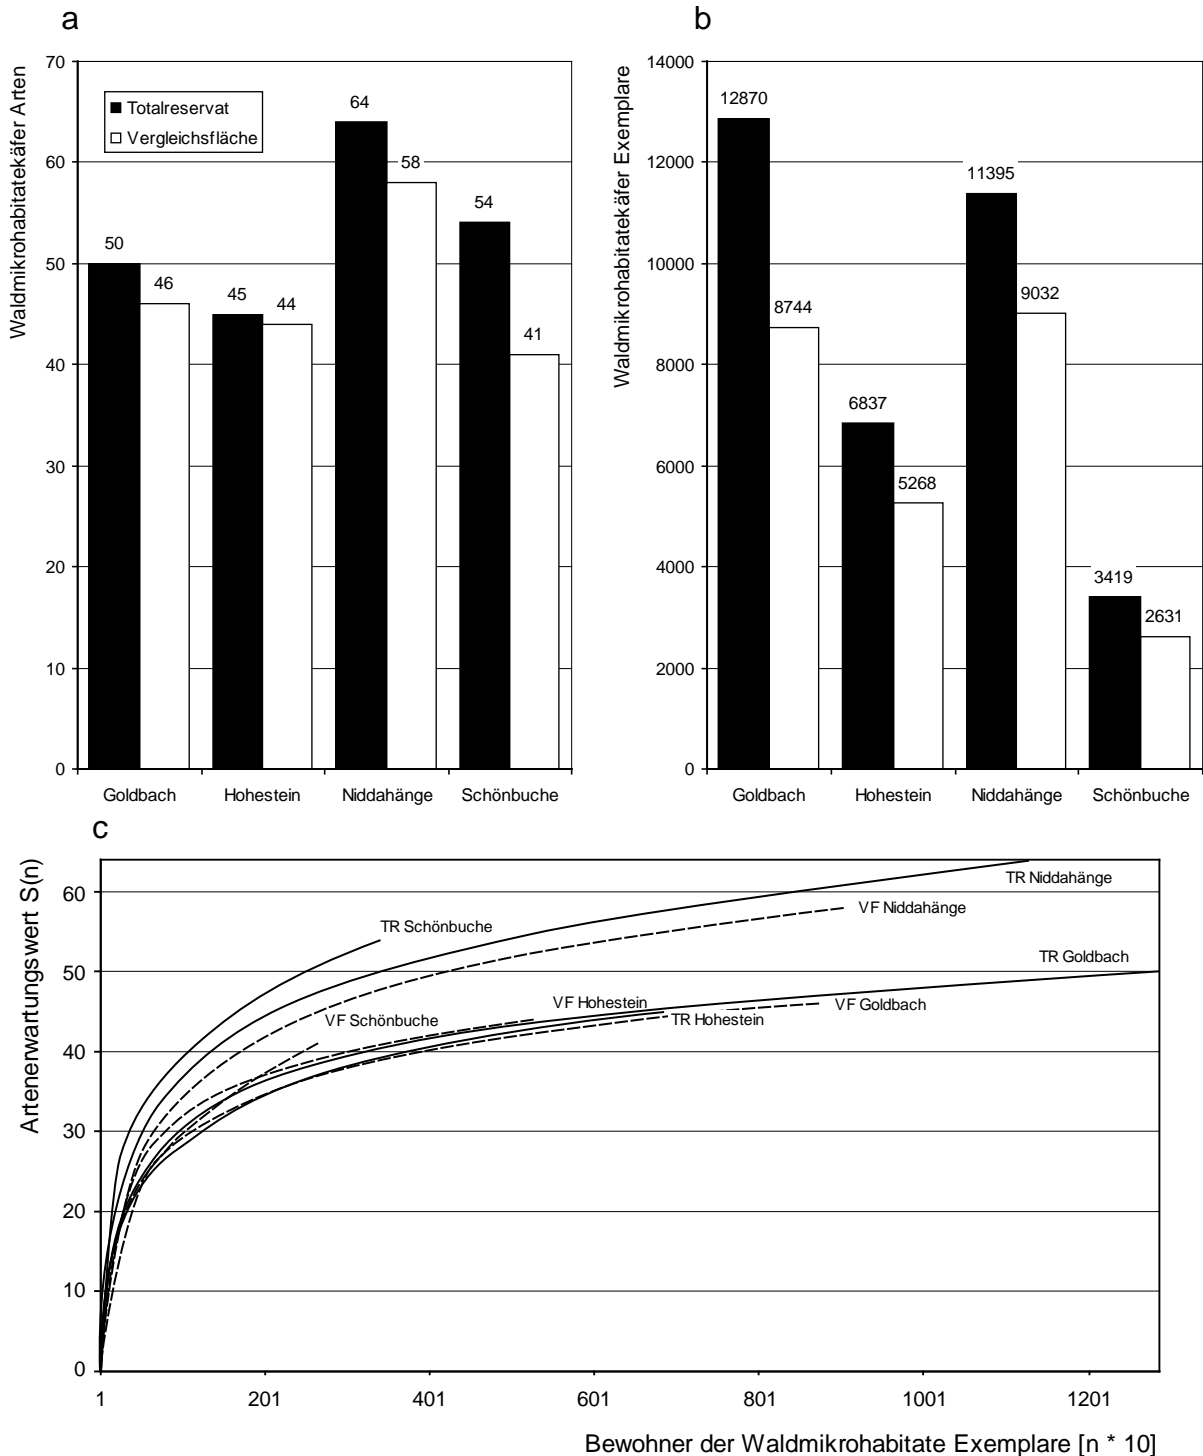 a
Waldmikrohabitatekäfer Arten
70
60
50
40
30
20
10
0
Totalreservat
Vergleichsfläche
50
46
45
44
64
58
54
41
Goldbach
Hohestein
Niddahänge
Schönbuche
b
Waldmikrohabitatekäfer Exemplare
14000
12000
10000
8000
6000
4000
2000
0
12870
8744
6837
5268
11395
9032
3419
2631
Goldbach
Hohestein
Niddahänge
Schönbuche
c
Artenerwartungswert S(n)
60
50
40
30
20
10
0
TR Niddahänge
VF Niddahänge
TR Schönbuche
TR Goldbach
VF Hohestein
VF Goldbach
VF Schönbuche
TR Hohestein
1
201
401
601
801
1001
1201
Bewohner der Waldmikrohabitate Exemplare [n * 10]